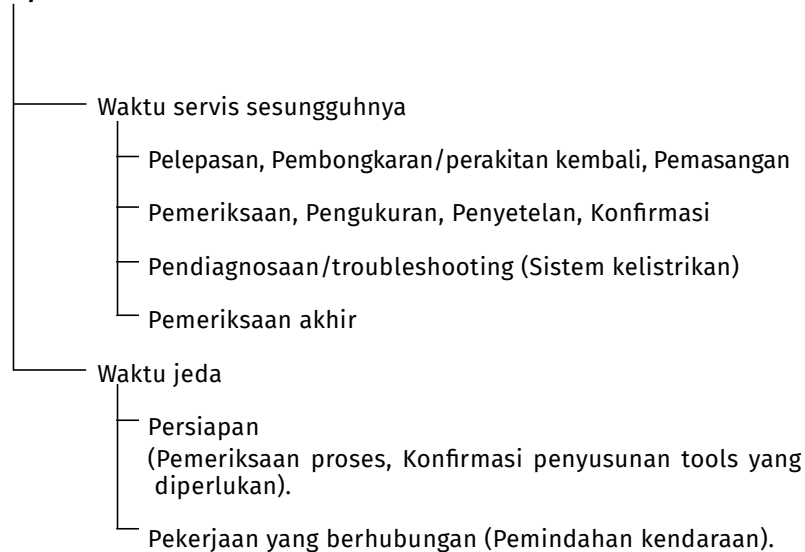 Waktu servis sesungguhnya
Pelepasan, Pembongkaran/perakitan kembali, Pemasangan
Pemeriksaan, Pengukuran, Penyetelan, Konfirmasi
Pendiagnosaan/troubleshooting (Sistem kelistrikan)
Pemeriksaan akhir
Waktu jeda
Persiapan
(Pemeriksaan proses, Konfirmasi penyusunan tools yang
diperlukan).
Pekerjaan yang berhubungan (Pemindahan kendaraan).